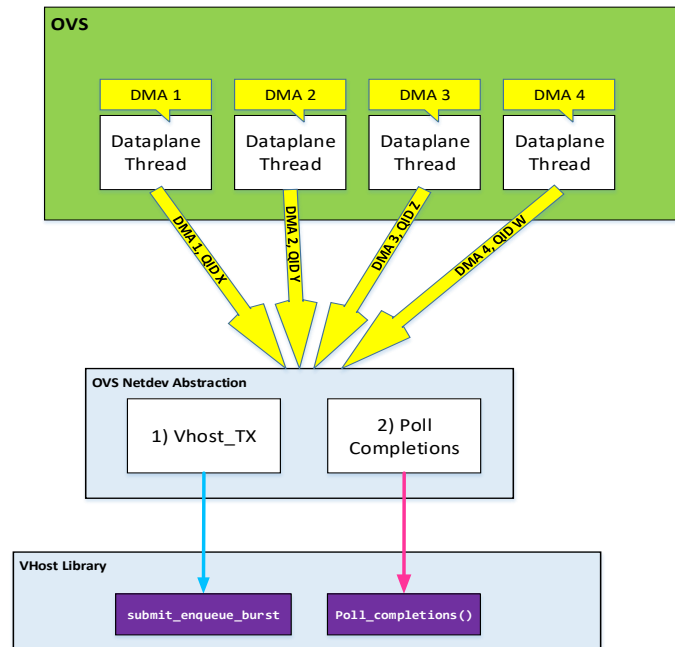 OVS
DMA 1
DMA 2
DMA 3
DMA 4
Dataplane
Thread
Dataplane
Thread
Dataplane
Thread
Dataplane
Thread
DMA 1, QID X
DMA 2, QID Y
DMA 3, QID Z
DMA 4, QID W
OVS Netdev Abstraction
1) Vhost_TX
2) Poll
Completions
VHost Library
submit_enqueue_burst
Poll_completions()